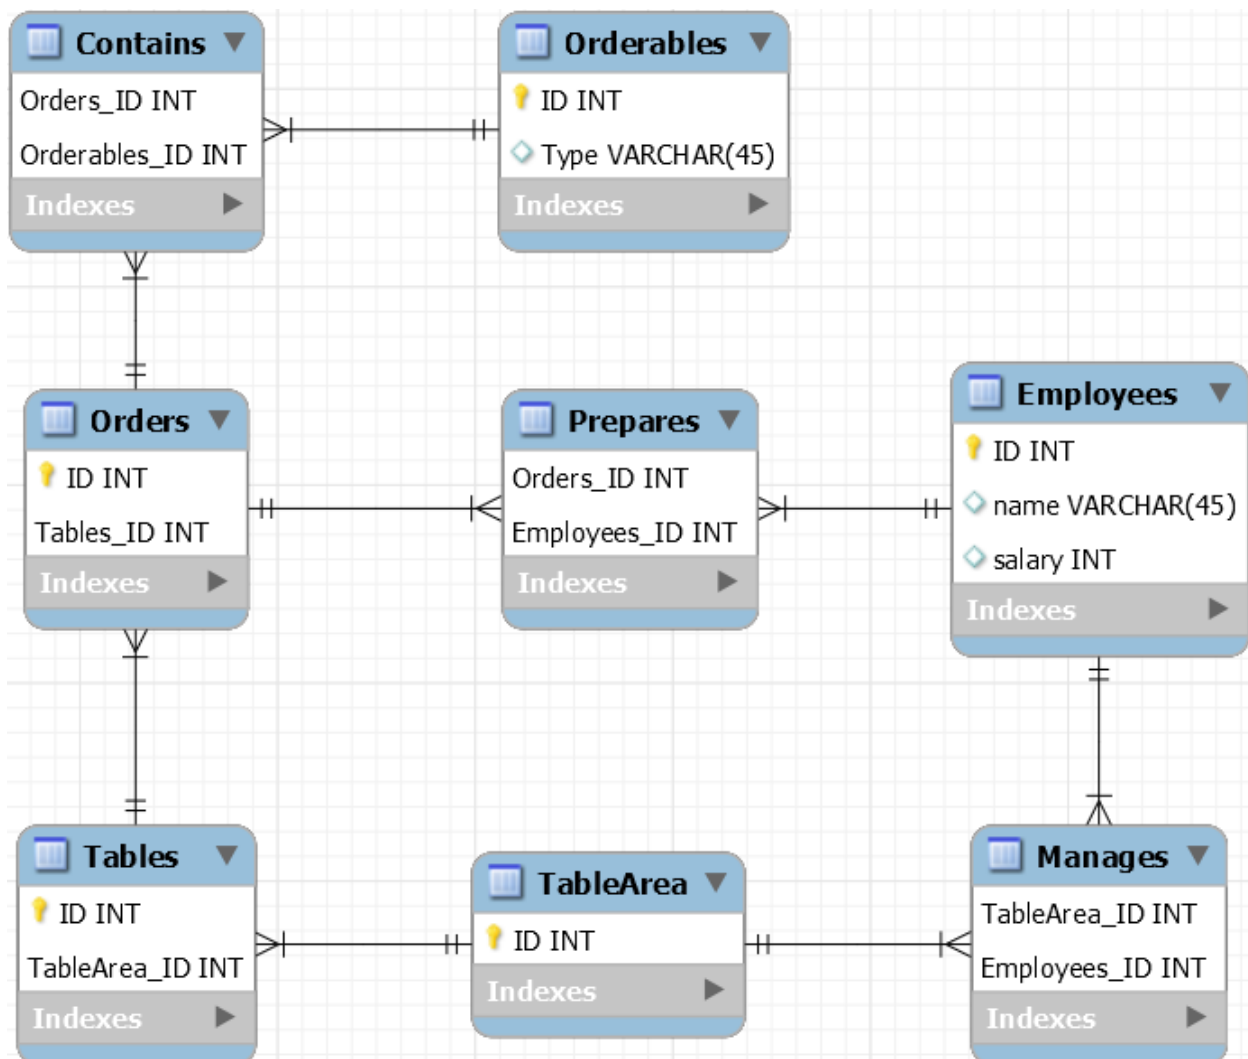 Contains
Orders_ID INT
Orderables_ID INT
Indexes
Orderables
ID INT
Type VARCHAR(45)
Indexes
Orders
ID INT
Tables_ID INT
Indexes
Prepares
Orders_ID INT
Employees_ID INT
Indexes
Employees
ID INT
name VARCHAR(45)
salary INT
Indexes
Tables
ID INT
TableArea_ID INT
Indexes
TableArea
ID INT
Indexes
Manages
TableArea_ID INT
Employees_ID INT
Indexes